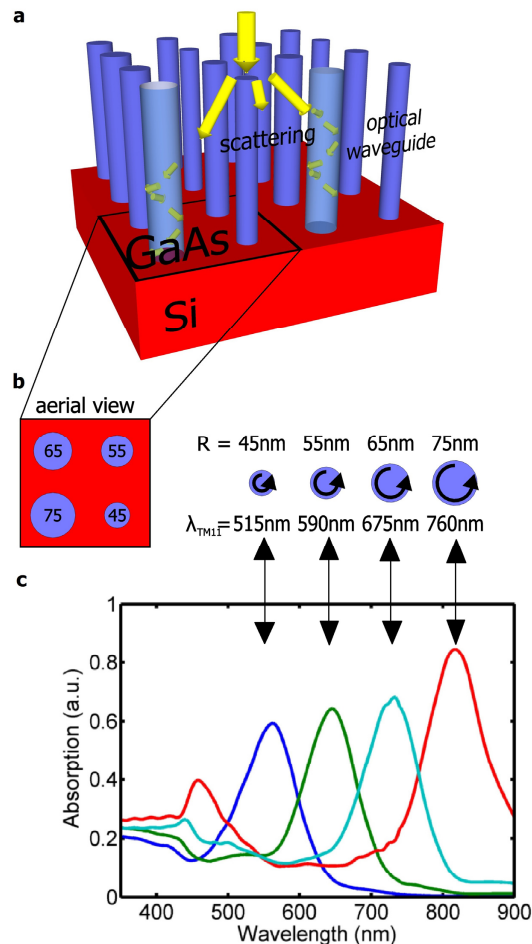 a
scattering
optical
waveguide
GaAs
Si
b
aerial view
65 55
75 45
R = 45nm 55nm 65nm 75nm
λTM11=515nm 590nm 675nm 760nm
c
1
0.8
0.6
0.4
0.2
0
Absorption (a.u.)
400 500 600 700 800 900
Wavelength (nm)